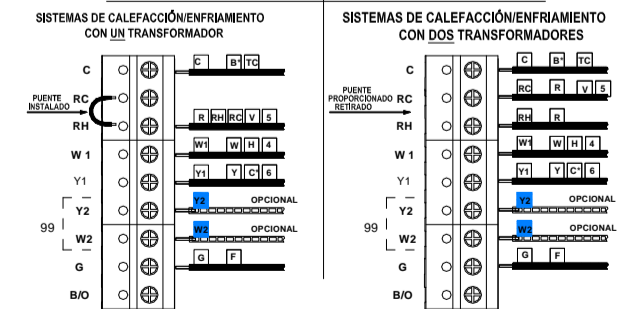 SISTEMAS DE CALEFACCIÓN/ENFRIAMIENTO
CON UN TRANSFORMADOR
C C B* TC
PUENTE
INSTALADO
RC
RH R RH RC V 5
W 1 W1 W H 4
Y1 Y1 Y C* 6
99
Y2 Y2 OPCIONAL
W2 W2 OPCIONAL
G G F
B/O
SISTEMAS DE CALEFACCIÓN/ENFRIAMIENTO
CON DOS TRANSFORMADORES
C C B* TC
PUENTE
PROPORCIONADO
RETIRADO
RC RC R V 5
RH RH R
W 1 W1 W H 4
Y1 Y1 Y C* 6
99
Y2 Y2 OPCIONAL
W2 W2 OPCIONAL
G G F
B/O